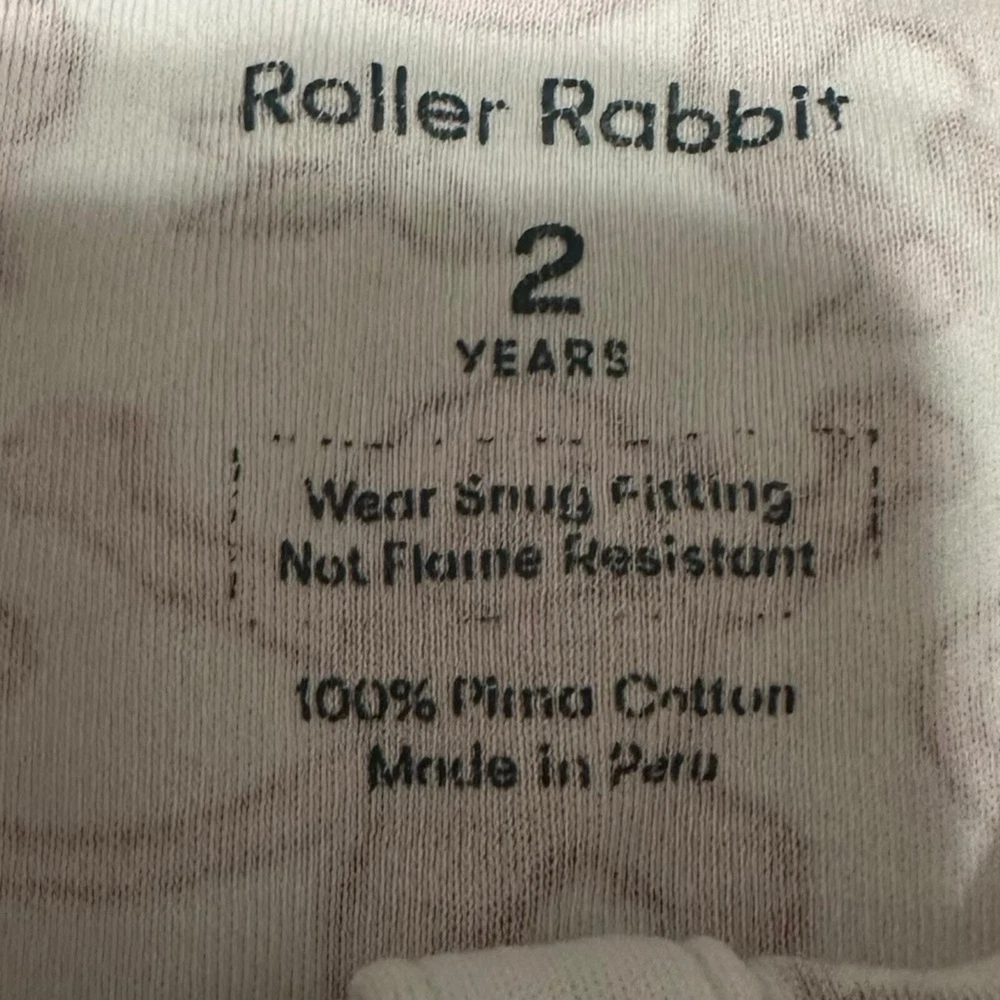 Roller Rabbit
2
YEARS
Wear Snug Fitting
Not Flame Resistant
100% Pima Cotton
Made in Peru